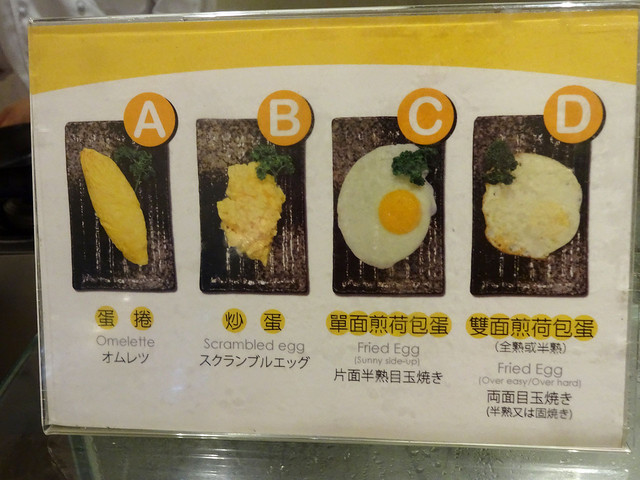 A
B
C
D
蛋捲
Omelette
オムレツ
炒蛋
Scrambled egg
スクランブルエッグ
單面煎荷包蛋
Fried Egg
(Sunny side-up)
片面半熟目玉焼き
雙面煎荷包蛋
(全熟或半熟)
Fried Egg
(Over easy/Over hard)
両面目玉焼き
(半熟又は固焼き)